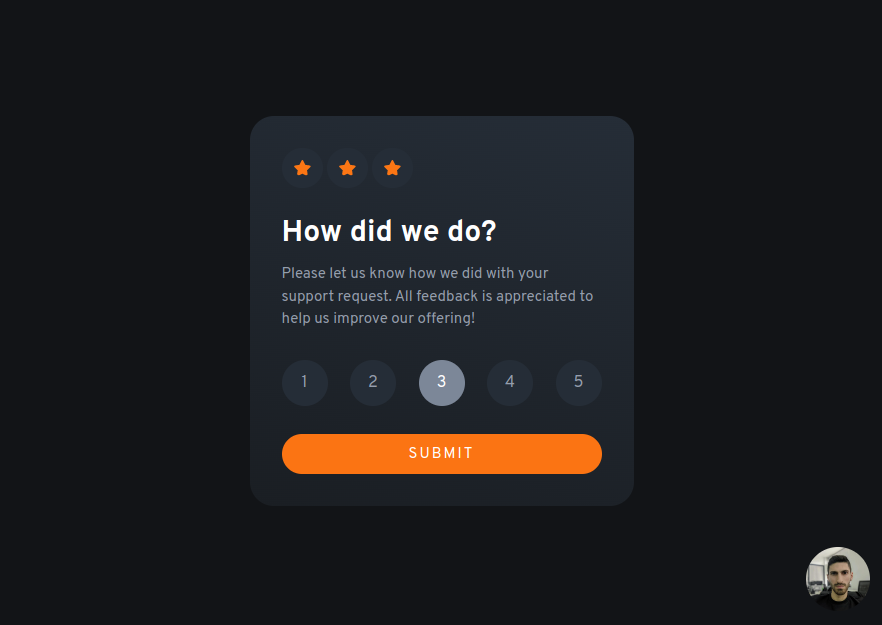 How did we do?
Please let us know how we did with your
support request. All feedback is appreciated to
help us improve our offering!
1 2 3 4 5
SUBMIT